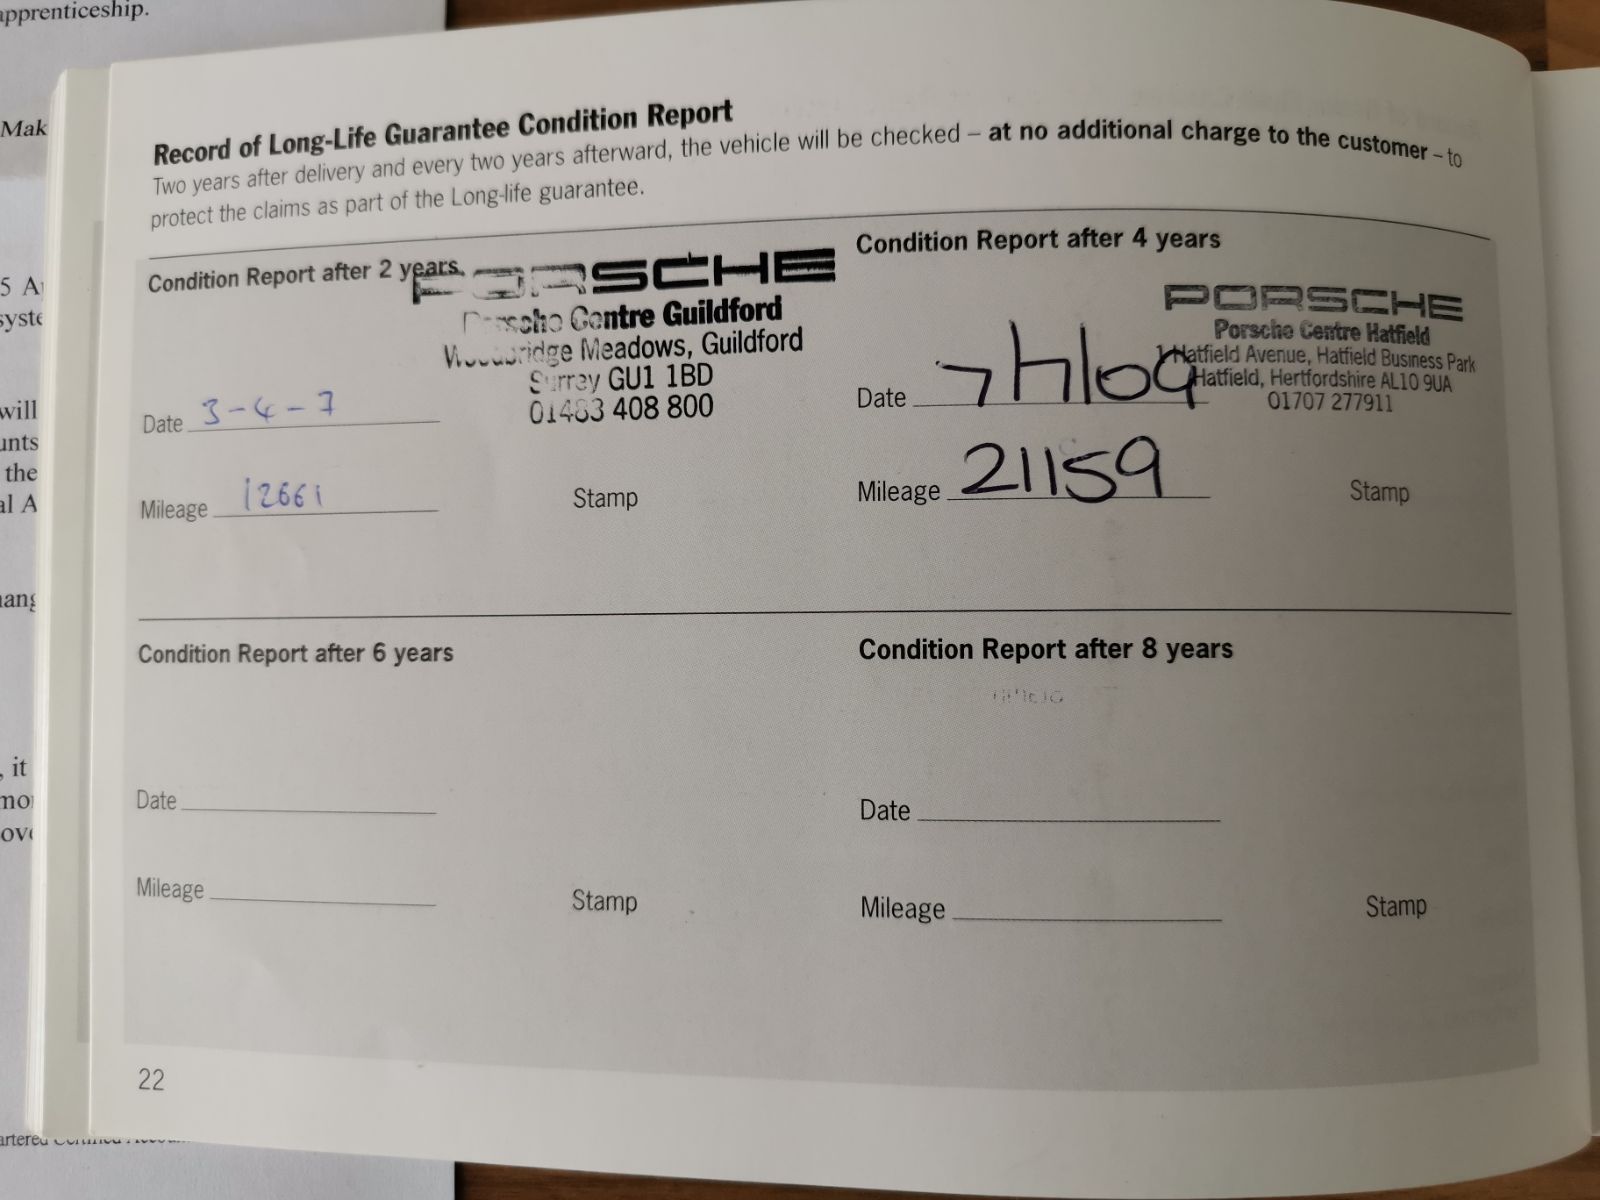 apprenticeship.
Record of Long-Life Guarantee Condition Report
Two years after delivery and every two years afterward, the vehicle will be checked – at no additional charge to the customer – to
protect the claims as part of the Long-life guarantee.
Condition Report after 2 years
PORSCHE
Porsche Centre Guildford
Woodbridge Meadows, Guildford
Surrey GU1 1BD
01483 408 800
Date 3-4-7
Mileage 12661
Stamp
Condition Report after 4 years
PORSCHE
Porsche Centre Hatfield
1 Hatfield Avenue, Hatfield Business Park
Hatfield, Hertfordshire AL10 9UA
01707 277911
Date 7/4/09
Mileage 21159
Stamp
Condition Report after 6 years
Date
Mileage
Stamp
Condition Report after 8 years
Date
Mileage
Stamp
22
Mak
will
the
, it